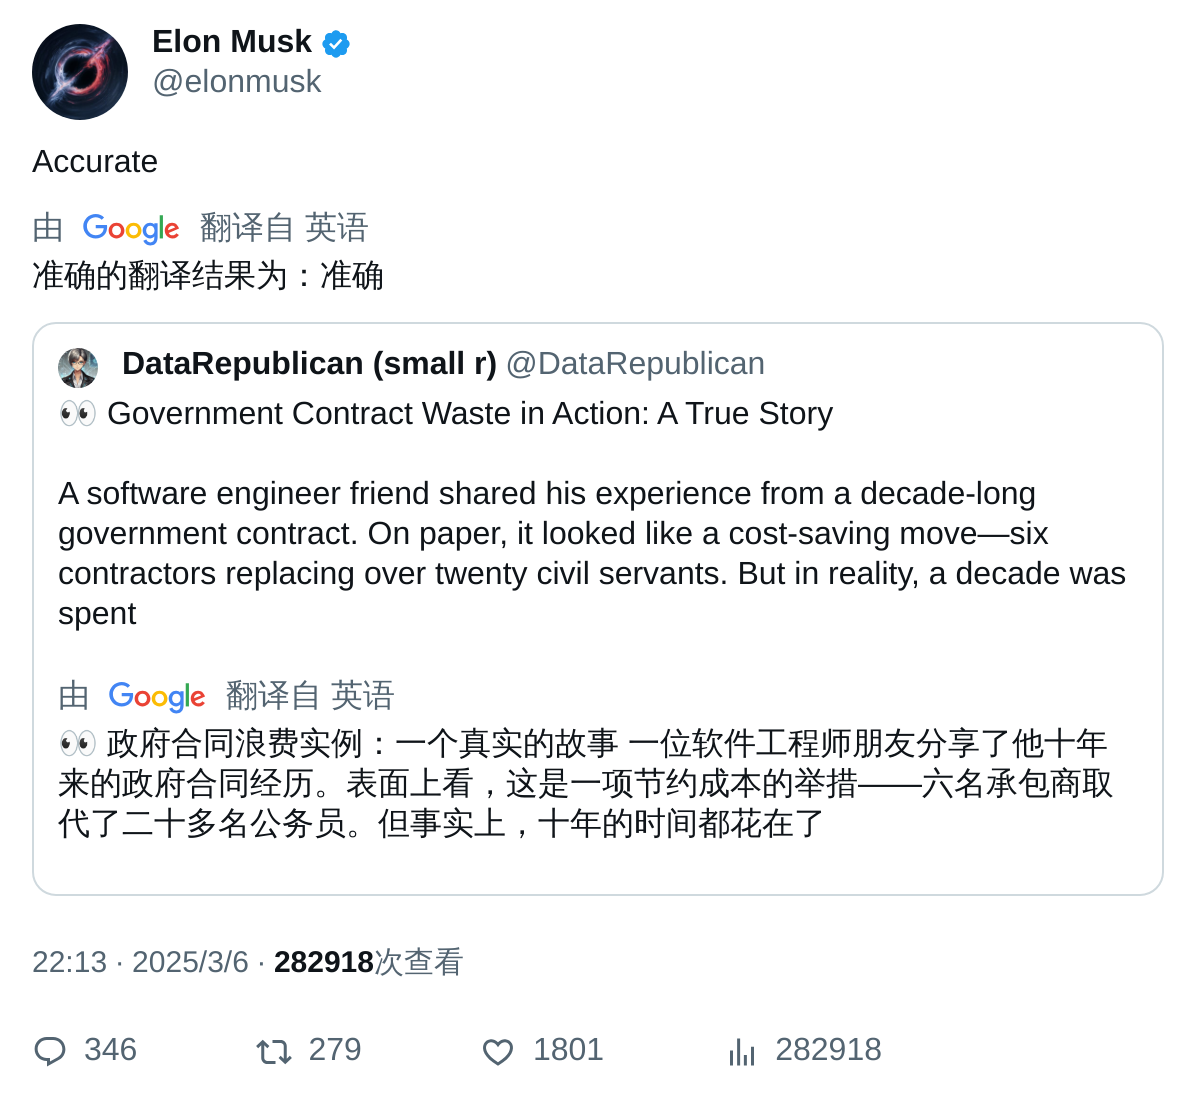 Elon Musk
@elonmusk
Accurate
由 Google 翻译自 英语
准确的翻译结果为：准确
DataRepublican (small r) @DataRepublican
👀 Government Contract Waste in Action: A True Story
A software engineer friend shared his experience from a decade-long
government contract. On paper, it looked like a cost-saving move—six
contractors replacing over twenty civil servants. But in reality, a decade was
spent
由 Google 翻译自 英语
👀 政府合同浪费实例：一个真实的故事 一位软件工程师朋友分享了他十年
来的政府合同经历。表面上看，这是一项节约成本的举措——六名承包商取
代了二十多名公务员。但事实上，十年的时间都花在了
22:13 · 2025/3/6 · 282918次查看
346 279 1801 282918